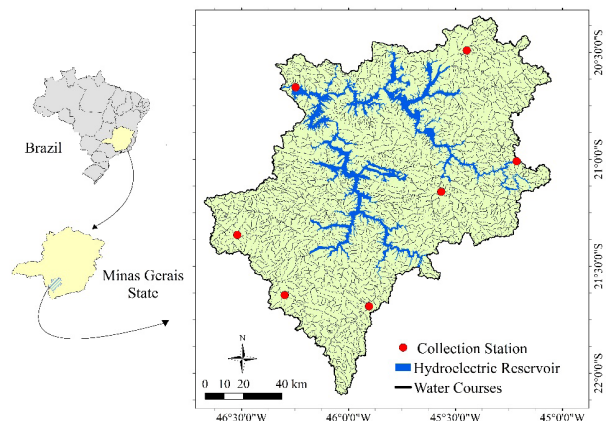 Brazil
Minas Gerais
State
N
0 10 20 40 km
Collection Station
Hydroelectric Reservoir
Water Courses
20°30'0"S
21°0'0"S
21°30'0"S
22°0'0"S
46°30'0"W
46°0'0"W
45°30'0"W
45°0'0"W